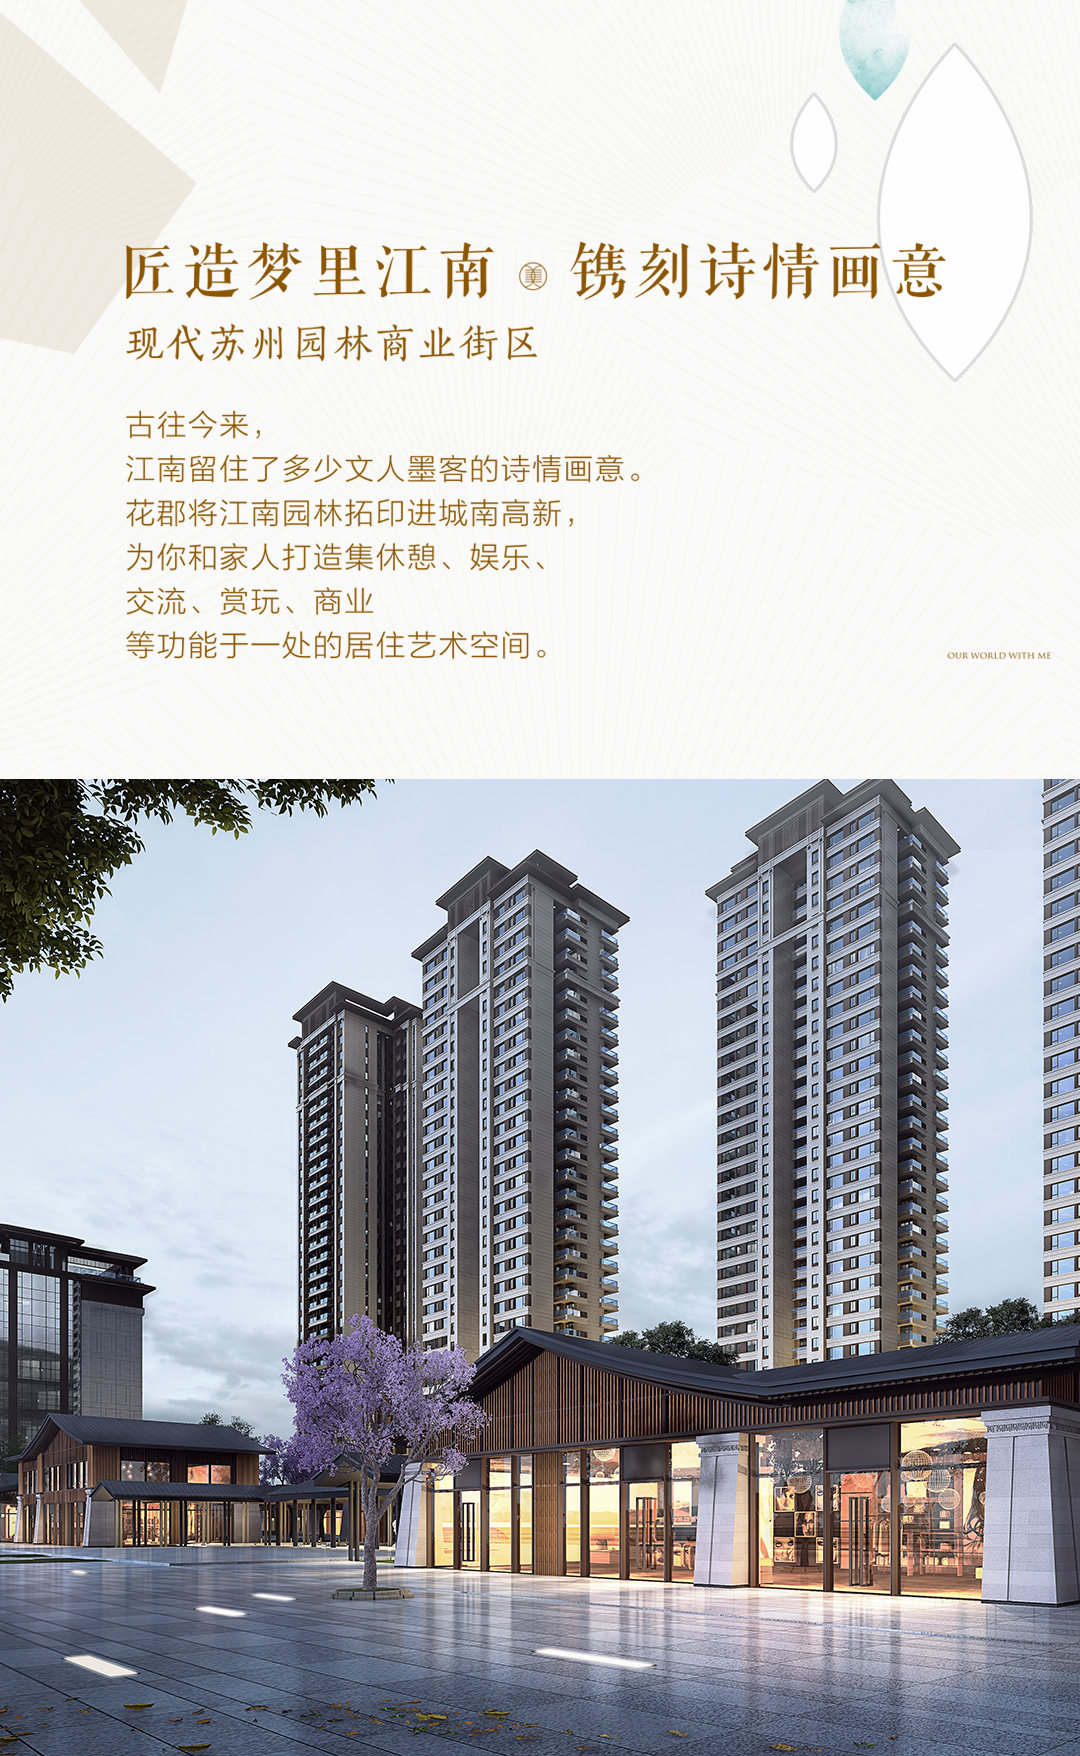 匠造梦里江南 美 镌刻诗情画意
现代苏州园林商业街区
古往今来，
江南留住了多少文人墨客的诗情画意。
花郡将江南园林拓印进城南高新，
为你和家人打造集休憩、娱乐、
交流、赏玩、商业
等功能于一处的居住艺术空间。
OUR WORLD WITH ME